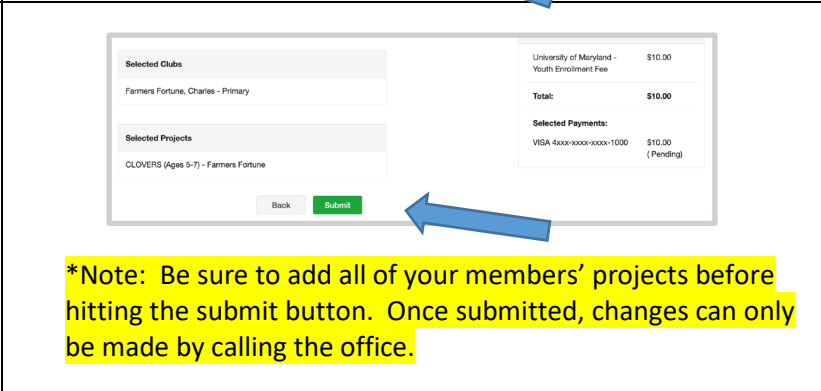 Selected Clubs
Farmers Fortune, Charles - Primary
Selected Projects
CLOVERS (Ages 5-7) - Farmers Fortune
Back Submit
University of Maryland - $10.00
Youth Enrollment Fee
Total: $10.00
Selected Payments:
VISA 4xxx-xxxx-xxxx-1000 $10.00
( Pending)
*Note:  Be sure to add all of your members’ projects before
hitting the submit button.  Once submitted, changes can only
be made by calling the office.